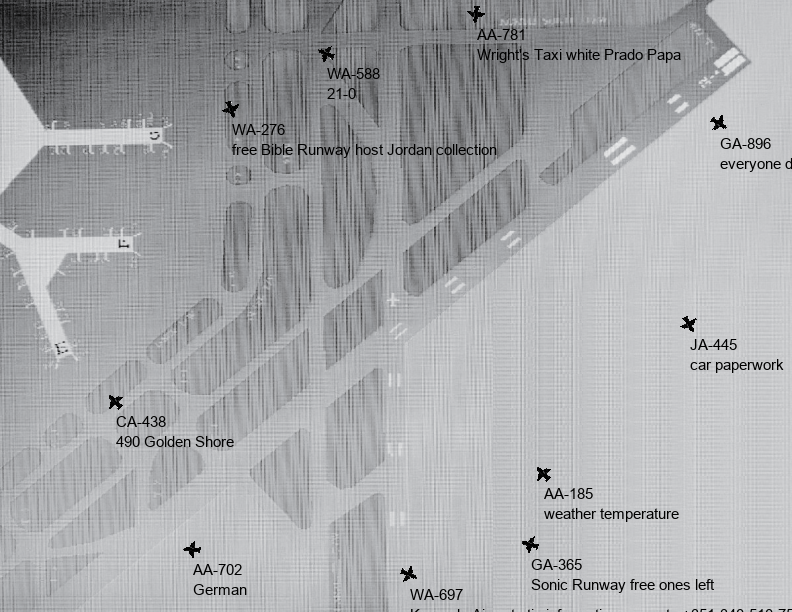 AA-781
Wright's Taxi white Prado Papa
WA-588
21-0
WA-276
free Bible Runway host Jordan collection
GA-896
everyone
JA-445
car paperwork
CA-438
490 Golden Shore
AA-185
weather temperature
AA-702
German
GA-365
Sonic Runway free ones left
WA-697